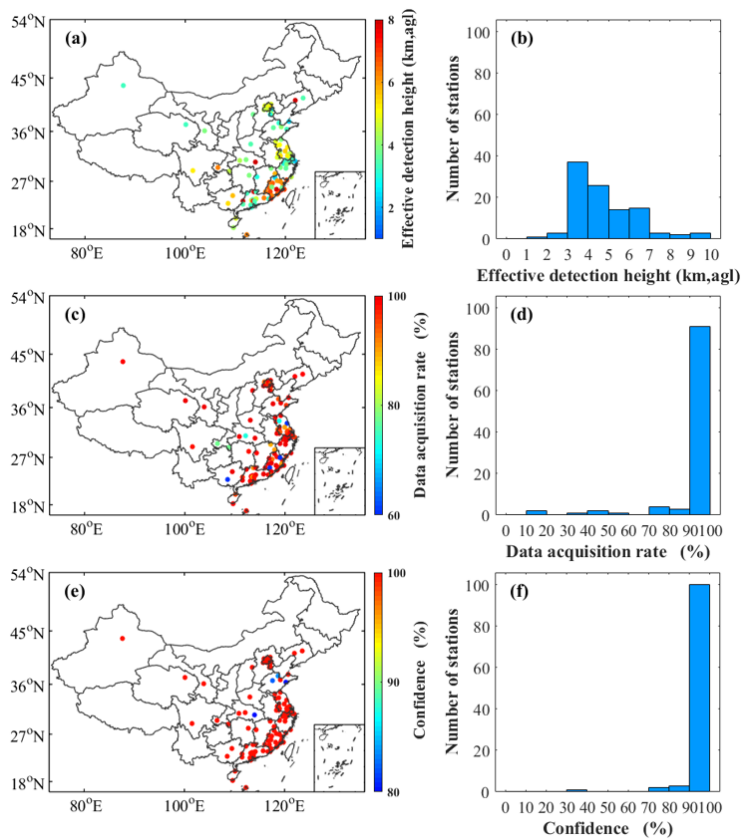 (a)
54°N
45°N
36°N
27°N
18°N
80°E 100°E 120°E
8
6
4
2
Effective detection height (km,agl)
(b)
100
80
60
40
20
0
Number of stations
0 1 2 3 4 5 6 7 8 9 10
Effective detection height (km,agl)
(c)
54°N
45°N
36°N
27°N
18°N
80°E 100°E 120°E
100
80
60
Data acquisition rate (%)
(d)
100
80
60
40
20
0
Number of stations
0 10 20 30 40 50 60 70 80 90 100
Data acquisition rate (%)
(e)
54°N
45°N
36°N
27°N
18°N
80°E 100°E 120°E
100
90
80
Confidence (%)
(f)
100
80
60
40
20
0
Number of stations
0 10 20 30 40 50 60 70 80 90 100
Confidence (%)